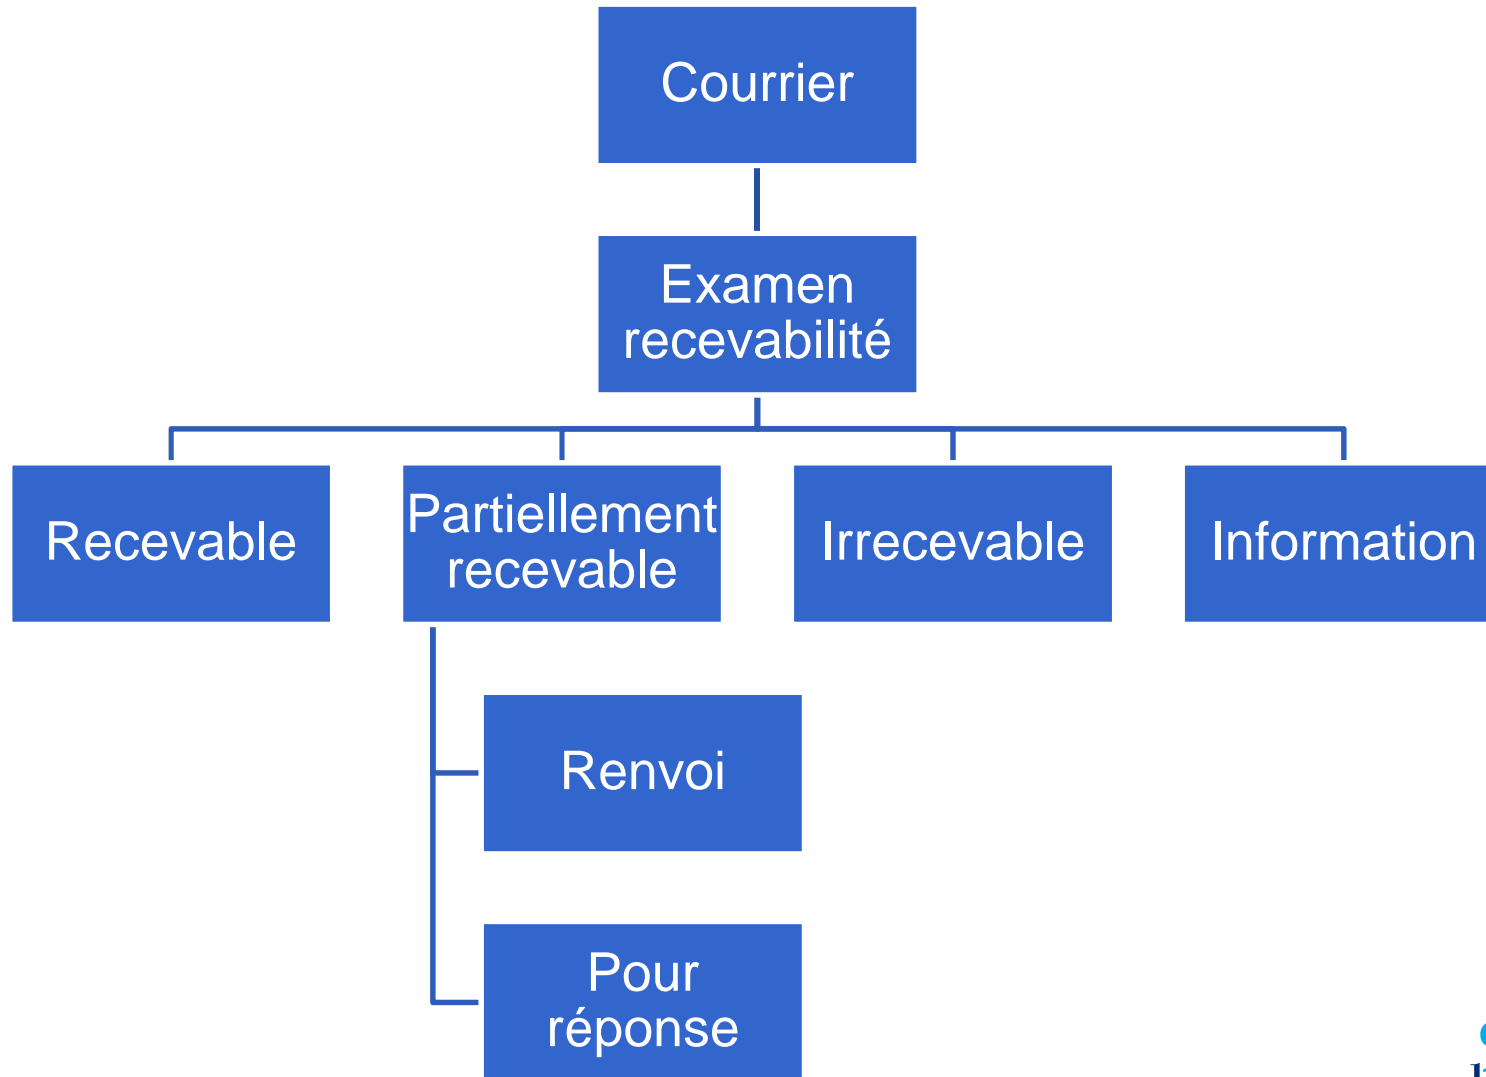 Courrier
Examen
recevabilité
Recevable
Partiellement
recevable
Irrecevable
Information
Renvoi
Pour
réponse